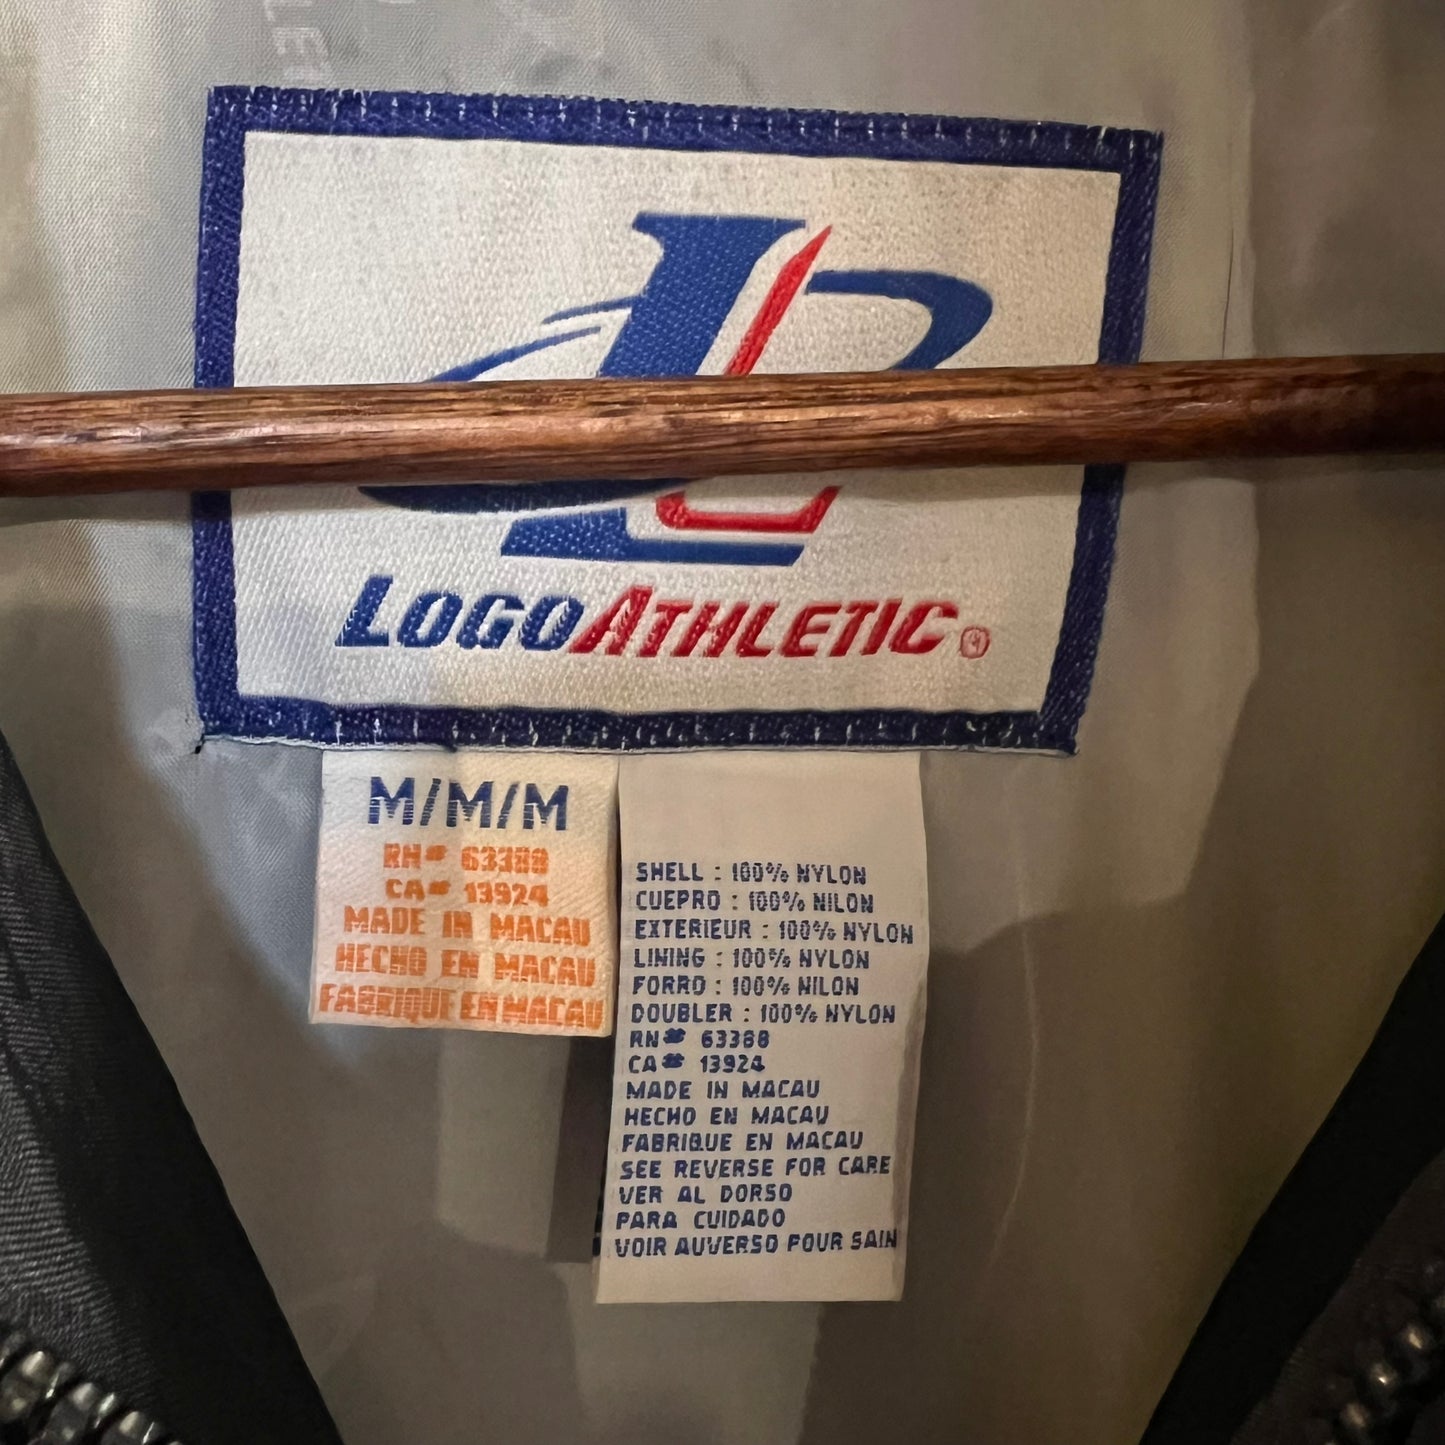 LOGOATHLETIC®
M/M/M
RN# 63388
CA# 13924
MADE IN MACAU
HECHO EN MACAU
FABRIQUE EN MACAU
SHELL : 100% NYLON
CUEPRO : 100% NILON
EXTERIEUR : 100% NYLON
LINING : 100% NYLON
FORRO : 100% NILON
DOUBLER : 100% NYLON
RN# 63388
CA# 13924
MADE IN MACAU
HECHO EN MACAU
FABRIQUE EN MACAU
SEE REVERSE FOR CARE
VER AL DORSO
PARA CUIDADO
VOIR AUVERSO POUR SAIN